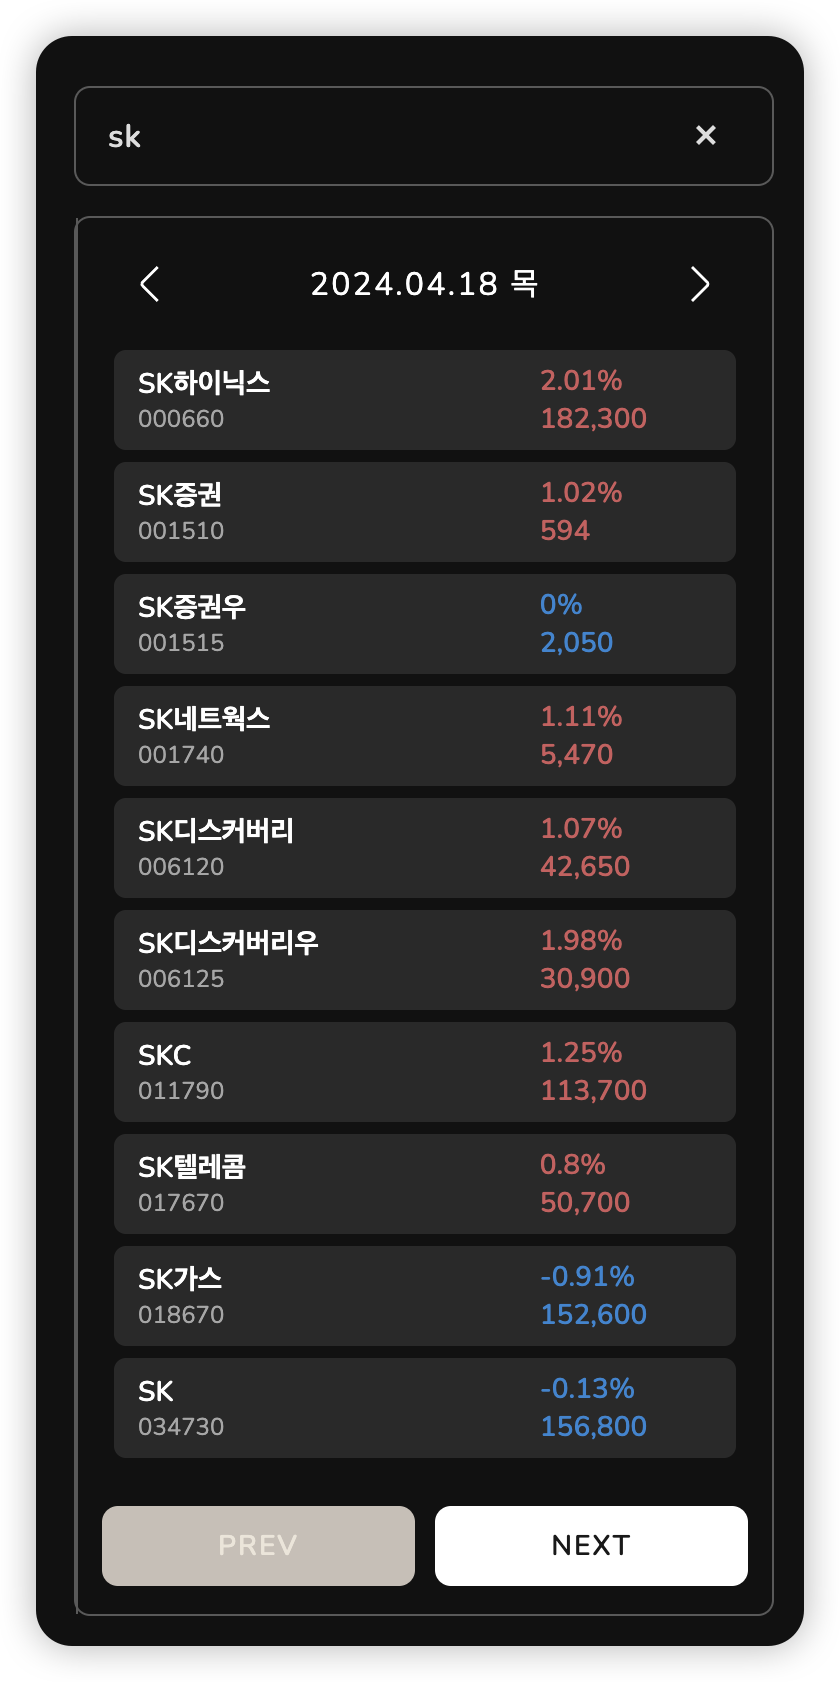 sk
2024.04.18 목
SK하이닉스
2.01%
000660
182,300
SK증권
1.02%
001510
594
SK증권우
0%
001515
2,050
SK네트웍스
1.11%
001740
5,470
SK디스커버리
1.07%
006120
42,650
SK디스커버리우
1.98%
006125
30,900
SKC
1.25%
011790
113,700
SK텔레콤
0.8%
017670
50,700
SK가스
-0.91%
018670
152,600
SK
-0.13%
034730
156,800
PREV
NEXT